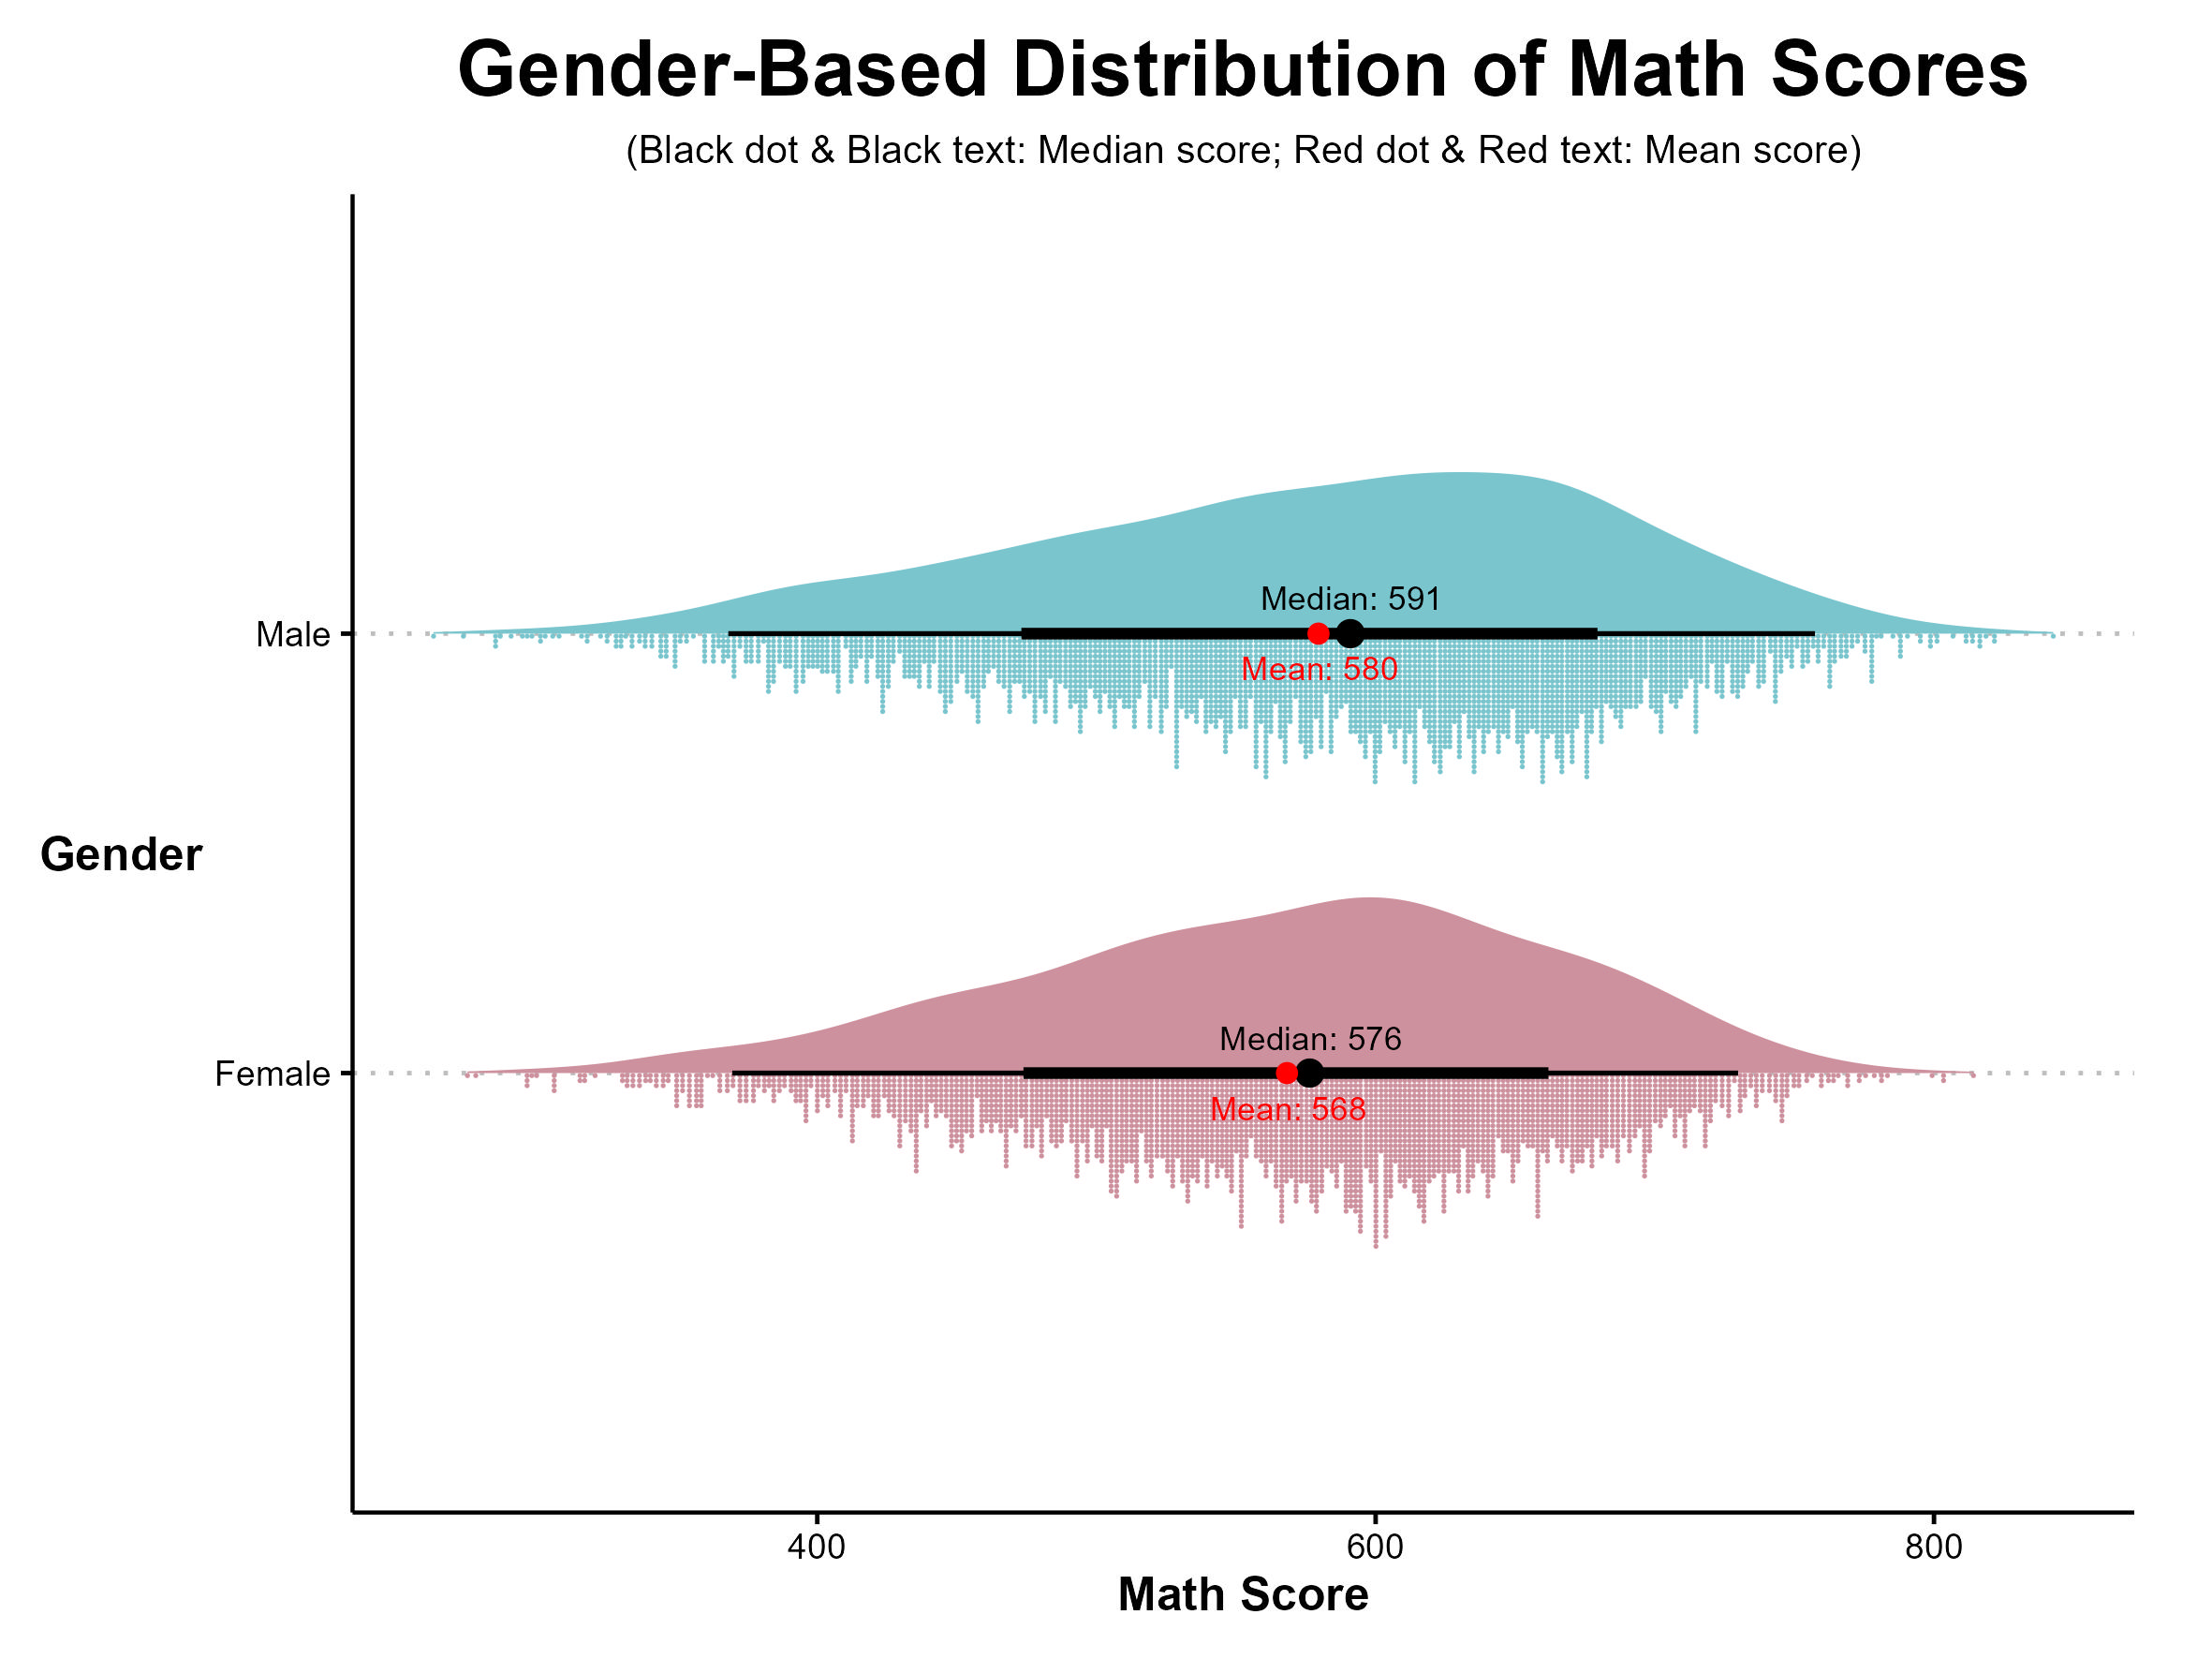 Gender-Based Distribution of Math Scores
(Black dot & Black text: Median score; Red dot & Red text: Mean score)
Median: 591
Male
Mean: 580
Gender
Median: 576
Female
Mean: 568
400 600 800
Math Score